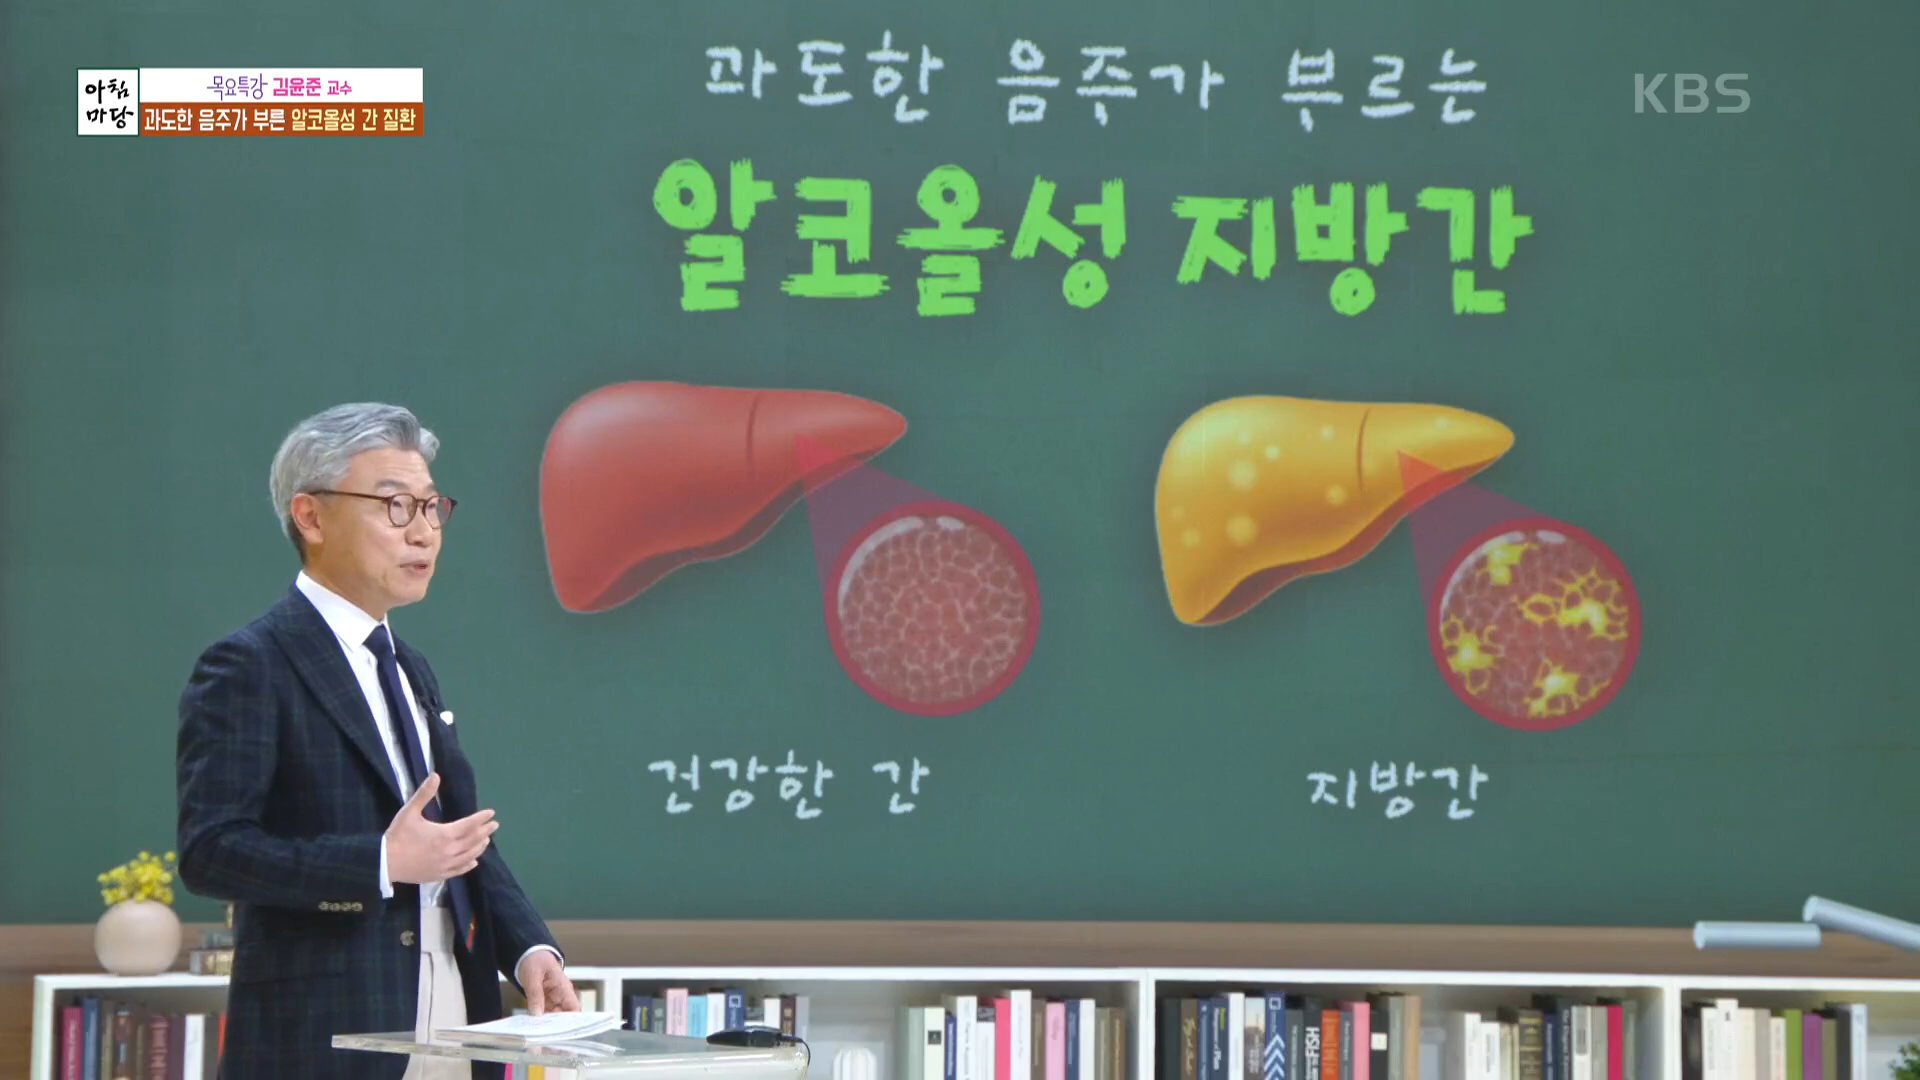 아침
마당
목요특강 김윤준 교수
과도한 음주가 부른 알코올성 간 질환
KBS
과도한 음주가 부르는
알코올성 지방간
건강한 간
지방간